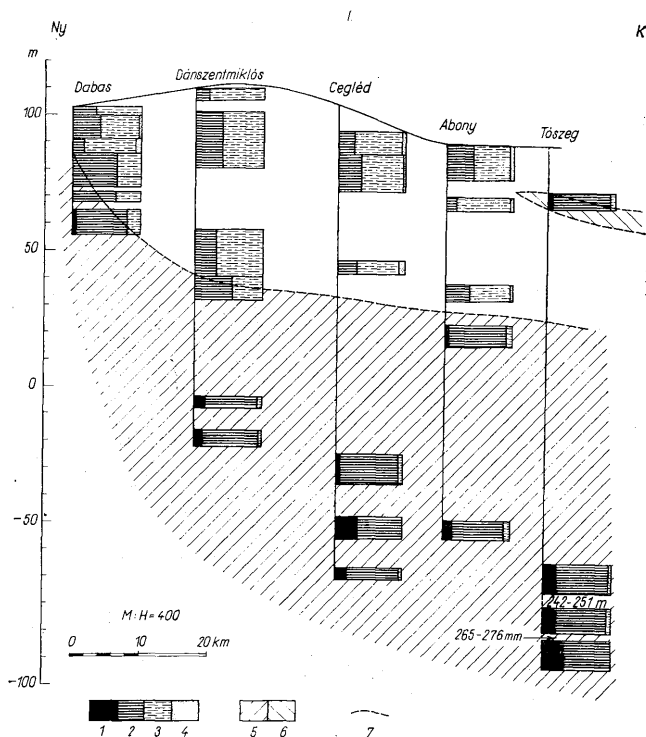 I.
Ny
K
m
Dabas
Dánszentmiklós
Cegléd
Abony
Tószeg
100
50
0
-50
-100
242-251 m
265-276 mm
M:H=400
0 10 20 km
1 2 3 4 5 6 7